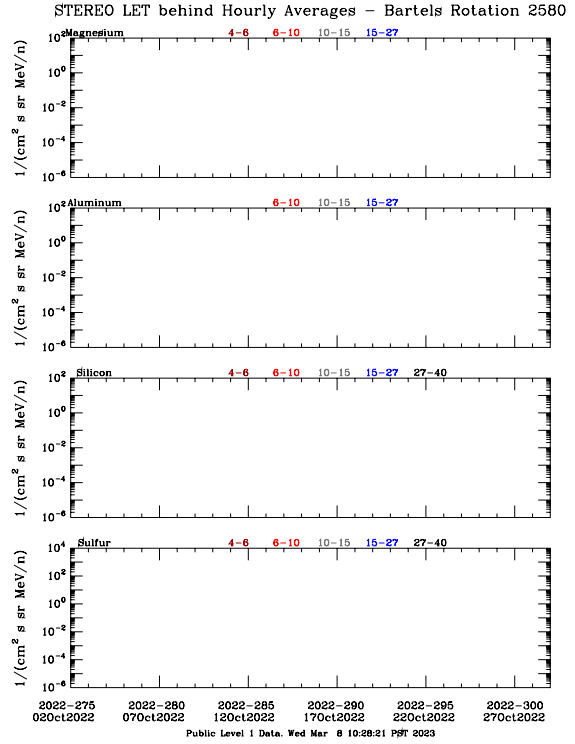 STEREO LET behind Hourly Averages - Bartels Rotation 2580
Magnesium 4-6 6-10 10-15 15-27
10² 10⁰ 10⁻² 10⁻⁴ 10⁻⁶
1/(cm² s sr MeV/n)
Aluminum 6-10 10-15 15-27
10² 10⁰ 10⁻² 10⁻⁴ 10⁻⁶
1/(cm² s sr MeV/n)
Silicon 4-6 6-10 10-15 15-27 27-40
10² 10⁰ 10⁻² 10⁻⁴ 10⁻⁶
1/(cm² s sr MeV/n)
Sulfur 4-6 6-10 10-15 15-27 27-40
10⁴ 10² 10⁰ 10⁻² 10⁻⁴ 10⁻⁶
1/(cm² s sr MeV/n)
2022-275 2022-280 2022-285 2022-290 2022-295 2022-300
02Oct2022 07Oct2022 12Oct2022 17Oct2022 22Oct2022 27Oct2022
Public Level 1 Data. Wed Mar 8 10:28:21 PST 2023